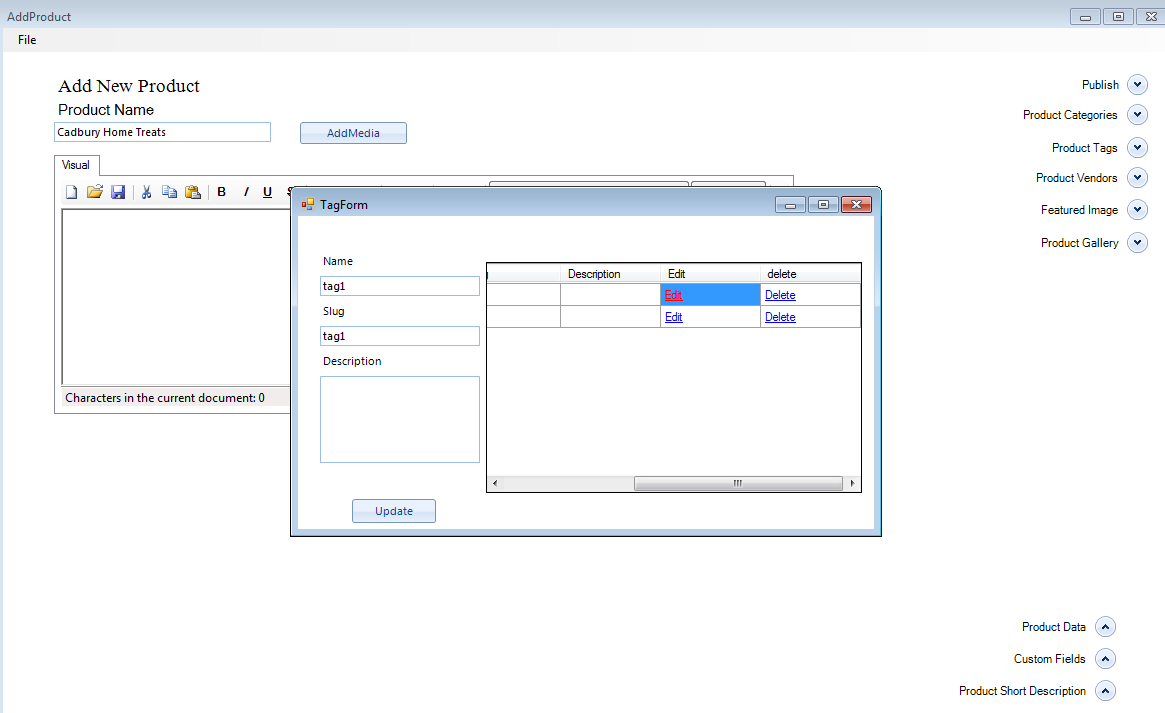 AddProduct
File
Add New Product
Product Name
Cadbury Home Treats
AddMedia
Visual
B I U
Characters in the current document: 0
TagForm
Name
tag1
Slug
tag1
Description
Update
Description Edit delete
Edit Delete
Edit Delete
Publish
Product Categories
Product Tags
Product Vendors
Featured Image
Product Gallery
Product Data
Custom Fields
Product Short Description